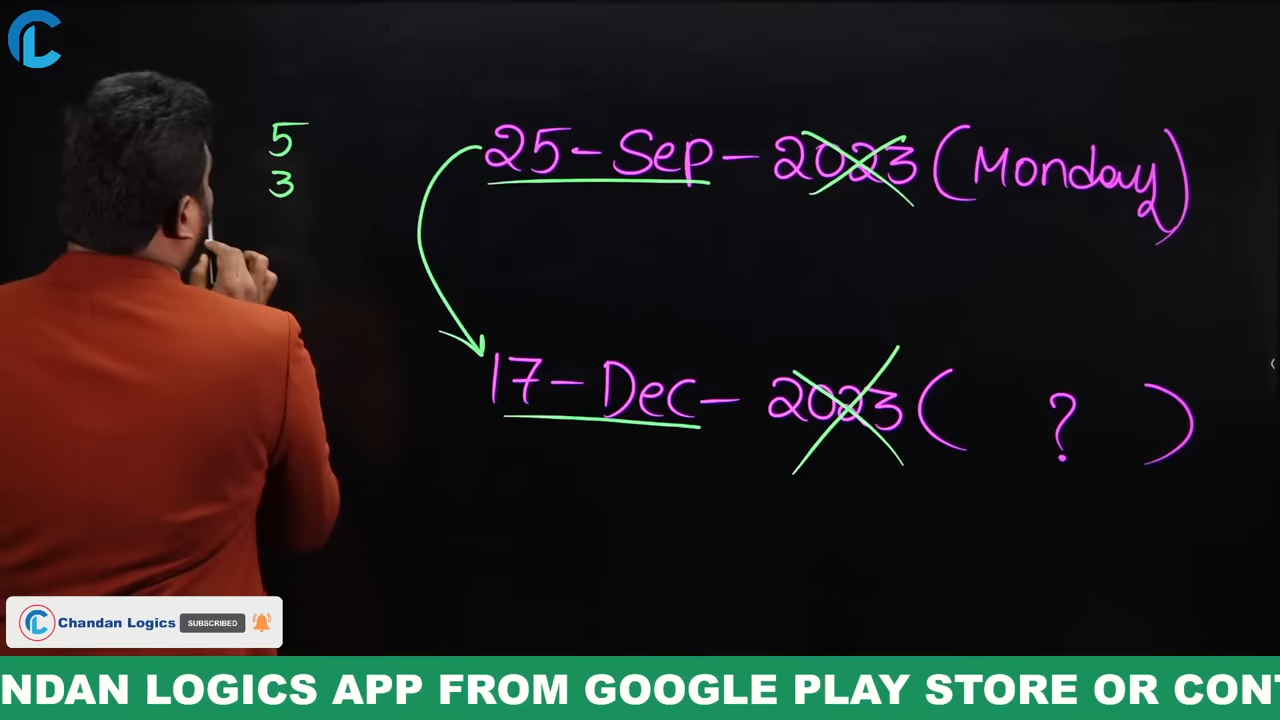 5
3
25-Sep-2023 (Monday)
17-Dec-2023 ( ? )
Chandan Logics SUBSCRIBED
NDAN LOGICS APP FROM GOOGLE PLAY STORE OR CONT